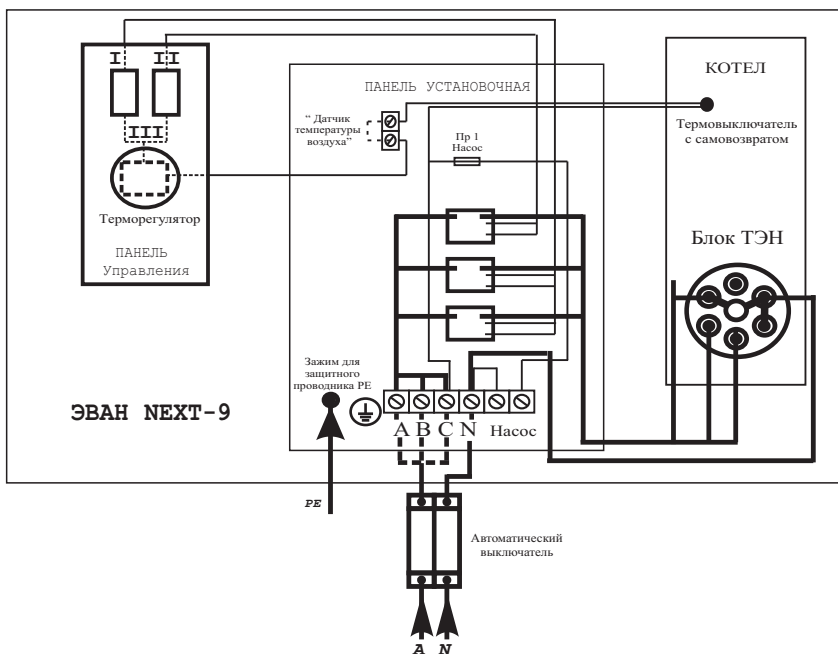 I II
III
Терморегулятор
ПАНЕЛЬ
Управления
ПАНЕЛЬ УСТАНОВОЧНАЯ
" Датчик
температуры
воздуха"
Пр 1
Насос
КОТЕЛ
Термовыключатель
с самовозвратом
Блок ТЭН
Зажим для
защитного
проводника РЕ
ЭВАН NEXT-9
A B C N Насос
PE
Автоматический
выключатель
A N